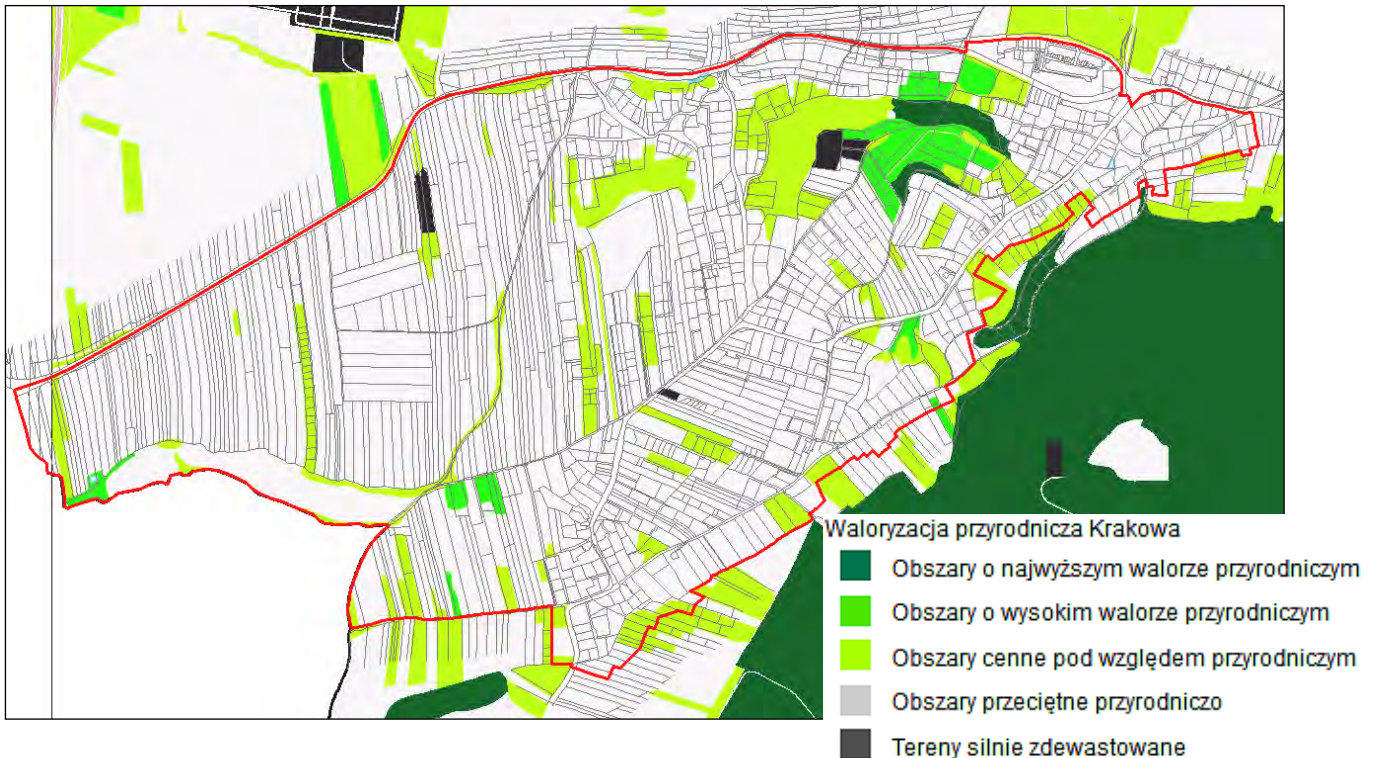 Waloryzacja przyrodnicza Krakowa
Obszary o najwyższym walorze przyrodniczym
Obszary o wysokim walorze przyrodniczym
Obszary cenne pod względem przyrodniczym
Obszary przeciętne przyrodniczo
Tereny silnie zdewastowane